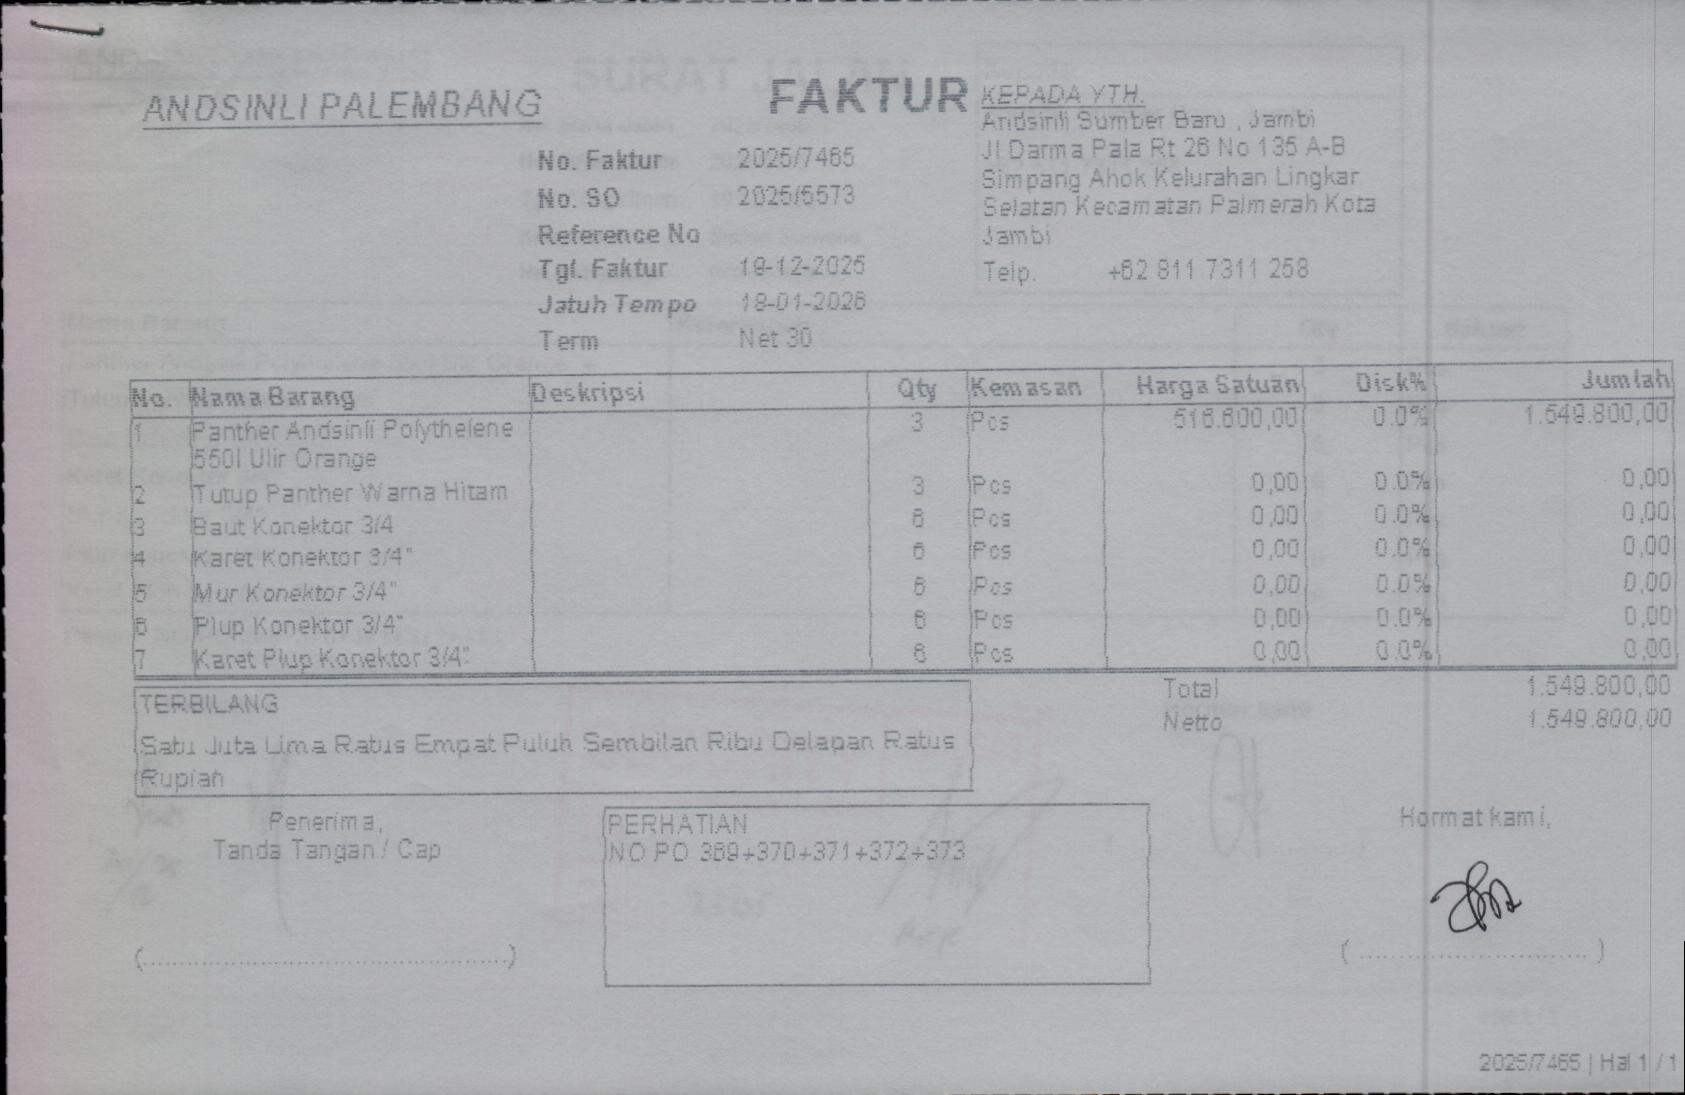 ANDSINLI PALEMBANG
FAKTUR
No. Faktur 2025/7465
No. SO 2025/5573
Reference No
Tgl. Faktur 19-12-2025
Jatuh Tempo 18-01-2026
Term Net 30
KEPADA YTH.
Andsinli Sumber Baru , Jambi
Jl Darma Pala Rt 26 No 135 A-B
Simpang Ahok Kelurahan Lingkar
Selatan Kecamatan Palmerah Kota
Jambi
Telp. +62 811 7311 258
No. Nama Barang Deskripsi Qty Kemasan Harga Satuan Disk% Jumlah
1 Panther Andsinli Polythelene 3 Pcs 516.600,00 0.0% 1.549.800,00
550l Ulir Orange
2 Tutup Panther Warna Hitam 3 Pcs 0,00 0.0% 0,00
3 Baut Konektor 3/4 6 Pcs 0,00 0.0% 0,00
4 Karet Konektor 3/4" 6 Pcs 0,00 0.0% 0,00
5 Mur Konektor 3/4" 6 Pcs 0,00 0.0% 0,00
6 Plup Konektor 3/4" 6 Pcs 0,00 0.0% 0,00
7 Karet Plup Konektor 3/4" 6 Pcs 0,00 0.0% 0,00
Total 1.549.800,00
Netto 1.549.800,00
TERBILANG
Satu Juta Lima Ratus Empat Puluh Sembilan Ribu Delapan Ratus
Rupiah
Penerima,
Tanda Tangan / Cap
(..................................................)
PERHATIAN
NO PO 369+370+371+372+373
Hormat kami,
( ................................ )
2025/7465 | Hal 1 / 1